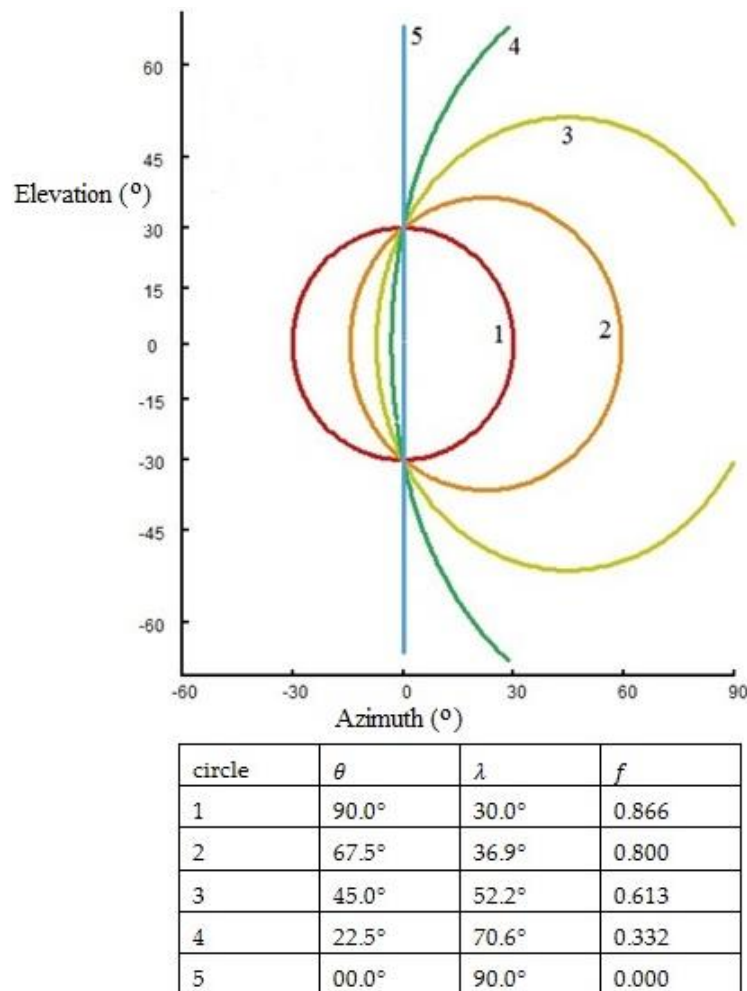 5
4
60
3
45
Elevation (°)
30
15
1
2
0
-15
-30
-45
-60
-60 -30 0 30 60 90
Azimuth (°)
circle θ λ f
1 90.0° 30.0° 0.866
2 67.5° 36.9° 0.800
3 45.0° 52.2° 0.613
4 22.5° 70.6° 0.332
5 00.0° 90.0° 0.000